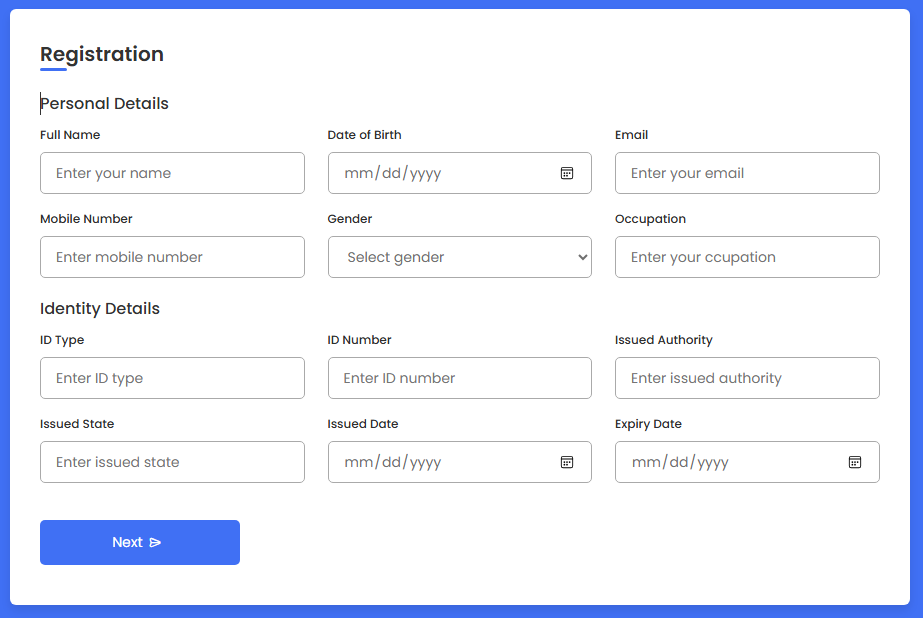 Registration
Personal Details
Full Name Date of Birth Email
Enter your name mm/dd/yyyy Enter your email
Mobile Number Gender Occupation
Enter mobile number Select gender Enter your ccupation
Identity Details
ID Type ID Number Issued Authority
Enter ID type Enter ID number Enter issued authority
Issued State Issued Date Expiry Date
Enter issued state mm/dd/yyyy mm/dd/yyyy
Next